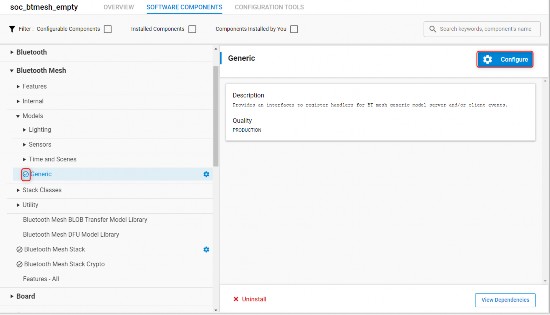 soc_btmesh_empty
OVERVIEW
SOFTWARE COMPONENTS
CONFIGURATION TOOLS
Filter : Configurable Components
Installed Components
Components Installed by You
Search keywords, component's name
Bluetooth
Bluetooth Mesh
Features
Internal
Models
Lighting
Sensors
Time and Scenes
Generic
Stack Classes
Utility
Bluetooth Mesh BLOB Transfer Model Library
Bluetooth Mesh DFU Model Library
Bluetooth Mesh Stack
Bluetooth Mesh Stack Crypto
Features - All
Board
Generic
Configure
Description
Provides an interface to register handlers for BT mesh generic model server and/or client events.
Quality
PRODUCTION
Uninstall
View Dependencies